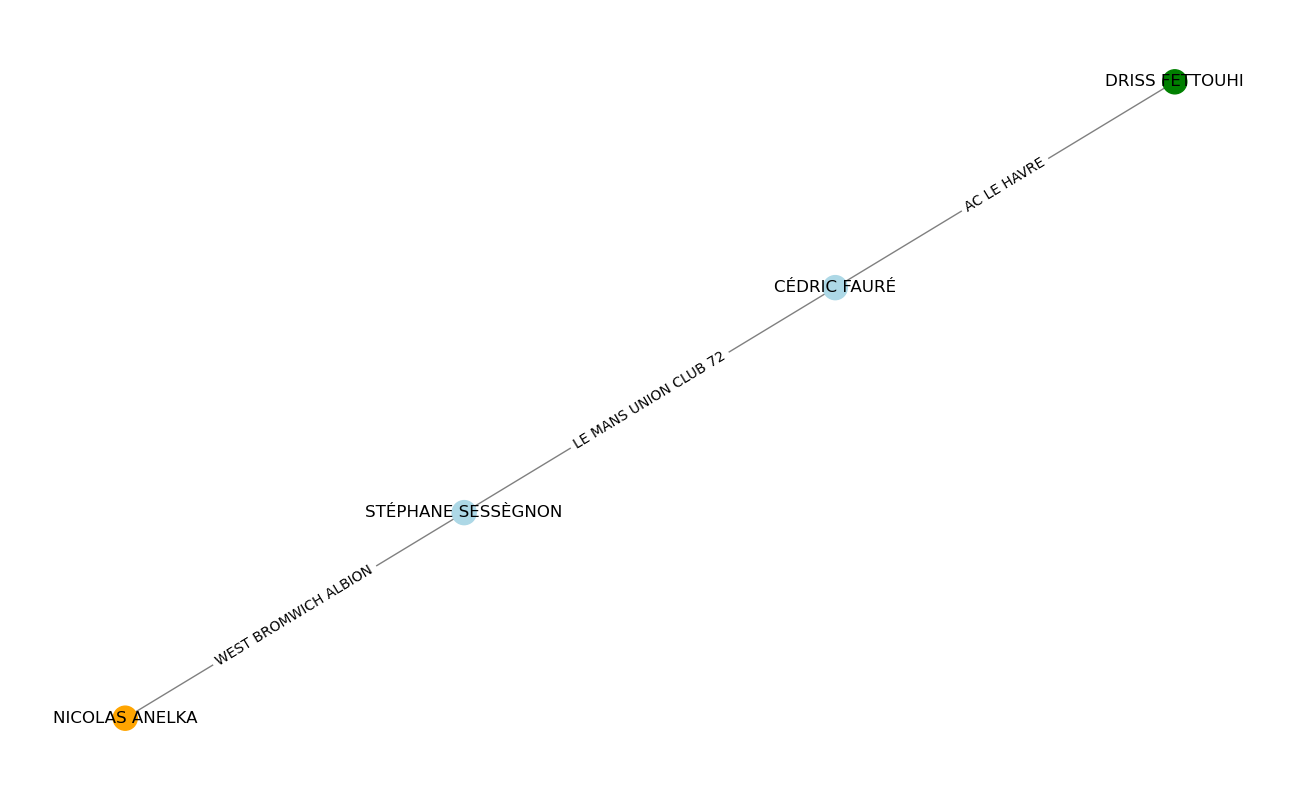 DRISS FETTOUHI
AC LE HAVRE
CÉDRIC FAURÉ
LE MANS UNION CLUB 72
STÉPHANE SESSÈGNON
WEST BROMWICH ALBION
NICOLAS ANELKA